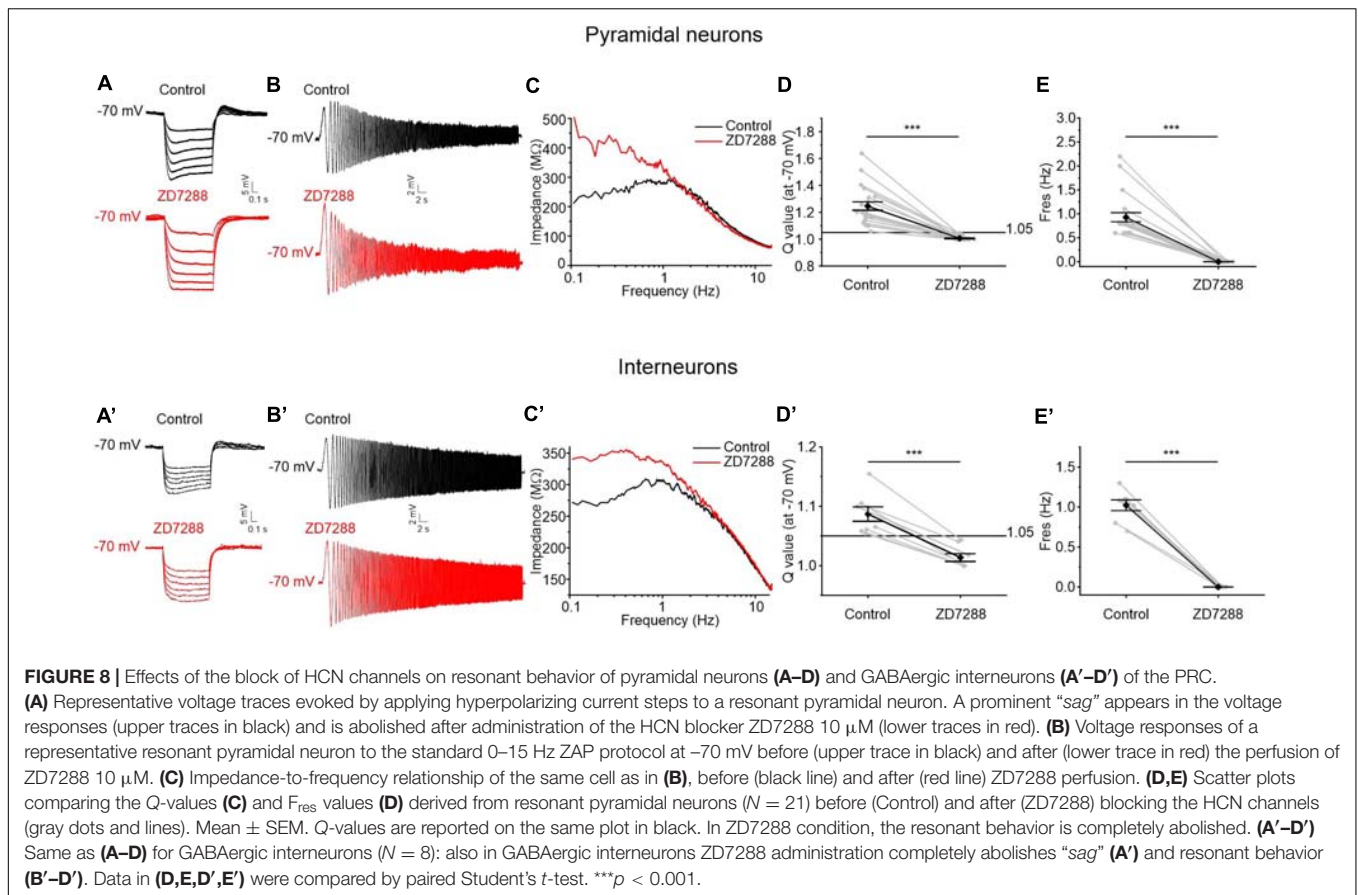 Pyramidal neurons
A B C D E
Control
-70 mV
ZD7288
5 mV
0.1 s
-70 mV
Control
-70 mV
2 mV
2 s
ZD7288
-70 mV
Control
ZD7288
Impedance (MΩ)
500
400
300
200
100
0
0.1 1 10
Frequency (Hz)
Q value (at -70 mV)
1.8
1.6
1.4
1.2
1.0
0.8
***
1.05
Control ZD7288
Fres (Hz)
3.0
2.5
2.0
1.5
1.0
0.5
0.0
***
Control ZD7288
Interneurons
A' B' C' D' E'
Control
-70 mV
ZD7288
5 mV
0.1 s
-70 mV
Control
-70 mV
2 mV
2 s
ZD7288
-70 mV
Control
ZD7288
Impedance (MΩ)
350
300
250
200
150
0.1 1 10
Frequency (Hz)
Q value (at -70 mV)
1.2
1.1
1.0
***
1.05
Control ZD7288
Fres (Hz)
1.5
1.0
0.5
0.0
***
Control ZD7288
FIGURE 8 | Effects of the block of HCN channels on resonant behavior of pyramidal neurons (A–D) and GABAergic interneurons (A′–D′) of the PRC.
(A) Representative voltage traces evoked by applying hyperpolarizing current steps to a resonant pyramidal neuron. A prominent “sag” appears in the voltage
responses (upper traces in black) and is abolished after administration of the HCN blocker ZD7288 10 μM (lower traces in red). (B) Voltage responses of a
representative resonant pyramidal neuron to the standard 0–15 Hz ZAP protocol at –70 mV before (upper trace in black) and after (lower trace in red) the perfusion of
ZD7288 10 μM. (C) Impedance-to-frequency relationship of the same cell as in (B), before (black line) and after (red line) ZD7288 perfusion. (D,E) Scatter plots
comparing the Q-values (C) and Fres values (D) derived from resonant pyramidal neurons (N = 21) before (Control) and after (ZD7288) blocking the HCN channels
(gray dots and lines). Mean ± SEM. Q-values are reported on the same plot in black. In ZD7288 condition, the resonant behavior is completely abolished. (A′–D′)
Same as (A–D) for GABAergic interneurons (N = 8): also in GABAergic interneurons ZD7288 administration completely abolishes “sag” (A′) and resonant behavior
(B′–D′). Data in (D,E,D′,E′) were compared by paired Student’s t-test. ***p < 0.001.